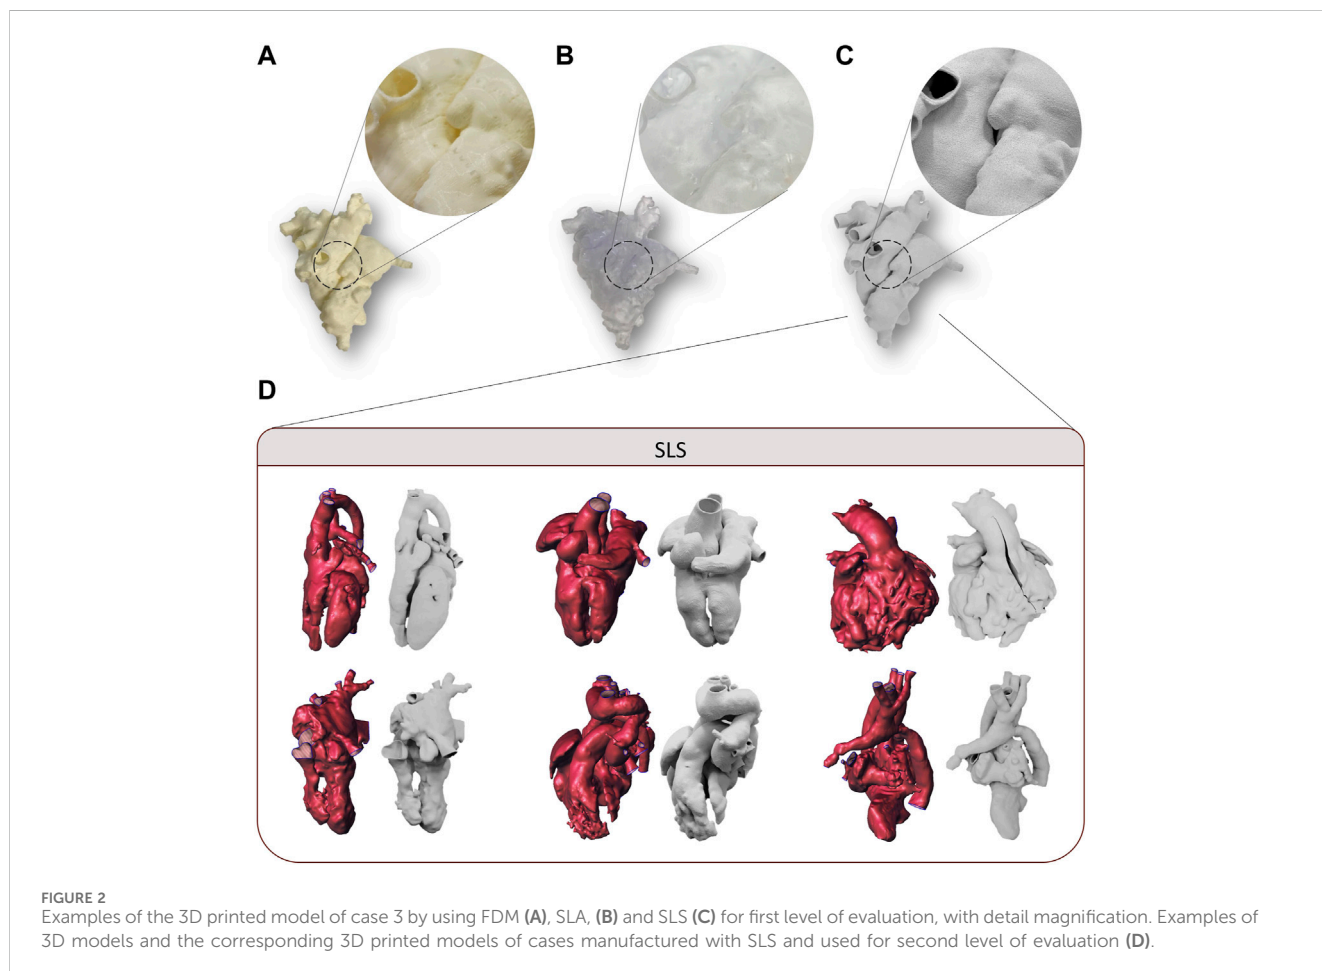 A
B
C
D
SLS
FIGURE 2
Examples of the 3D printed model of case 3 by using FDM (A), SLA, (B) and SLS (C) for first level of evaluation, with detail magnification. Examples of
3D models and the corresponding 3D printed models of cases manufactured with SLS and used for second level of evaluation (D).